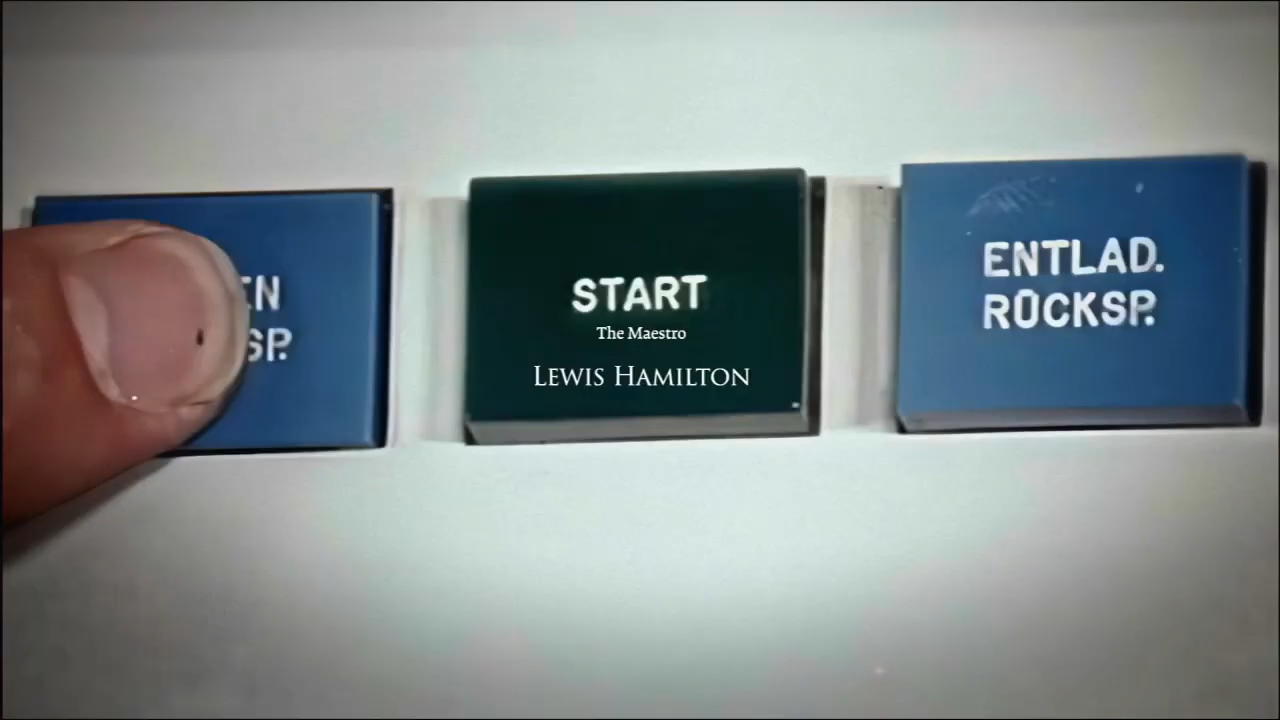 START
The Maestro
LEWIS HAMILTON
ENTLAD.
RÜCKSP.